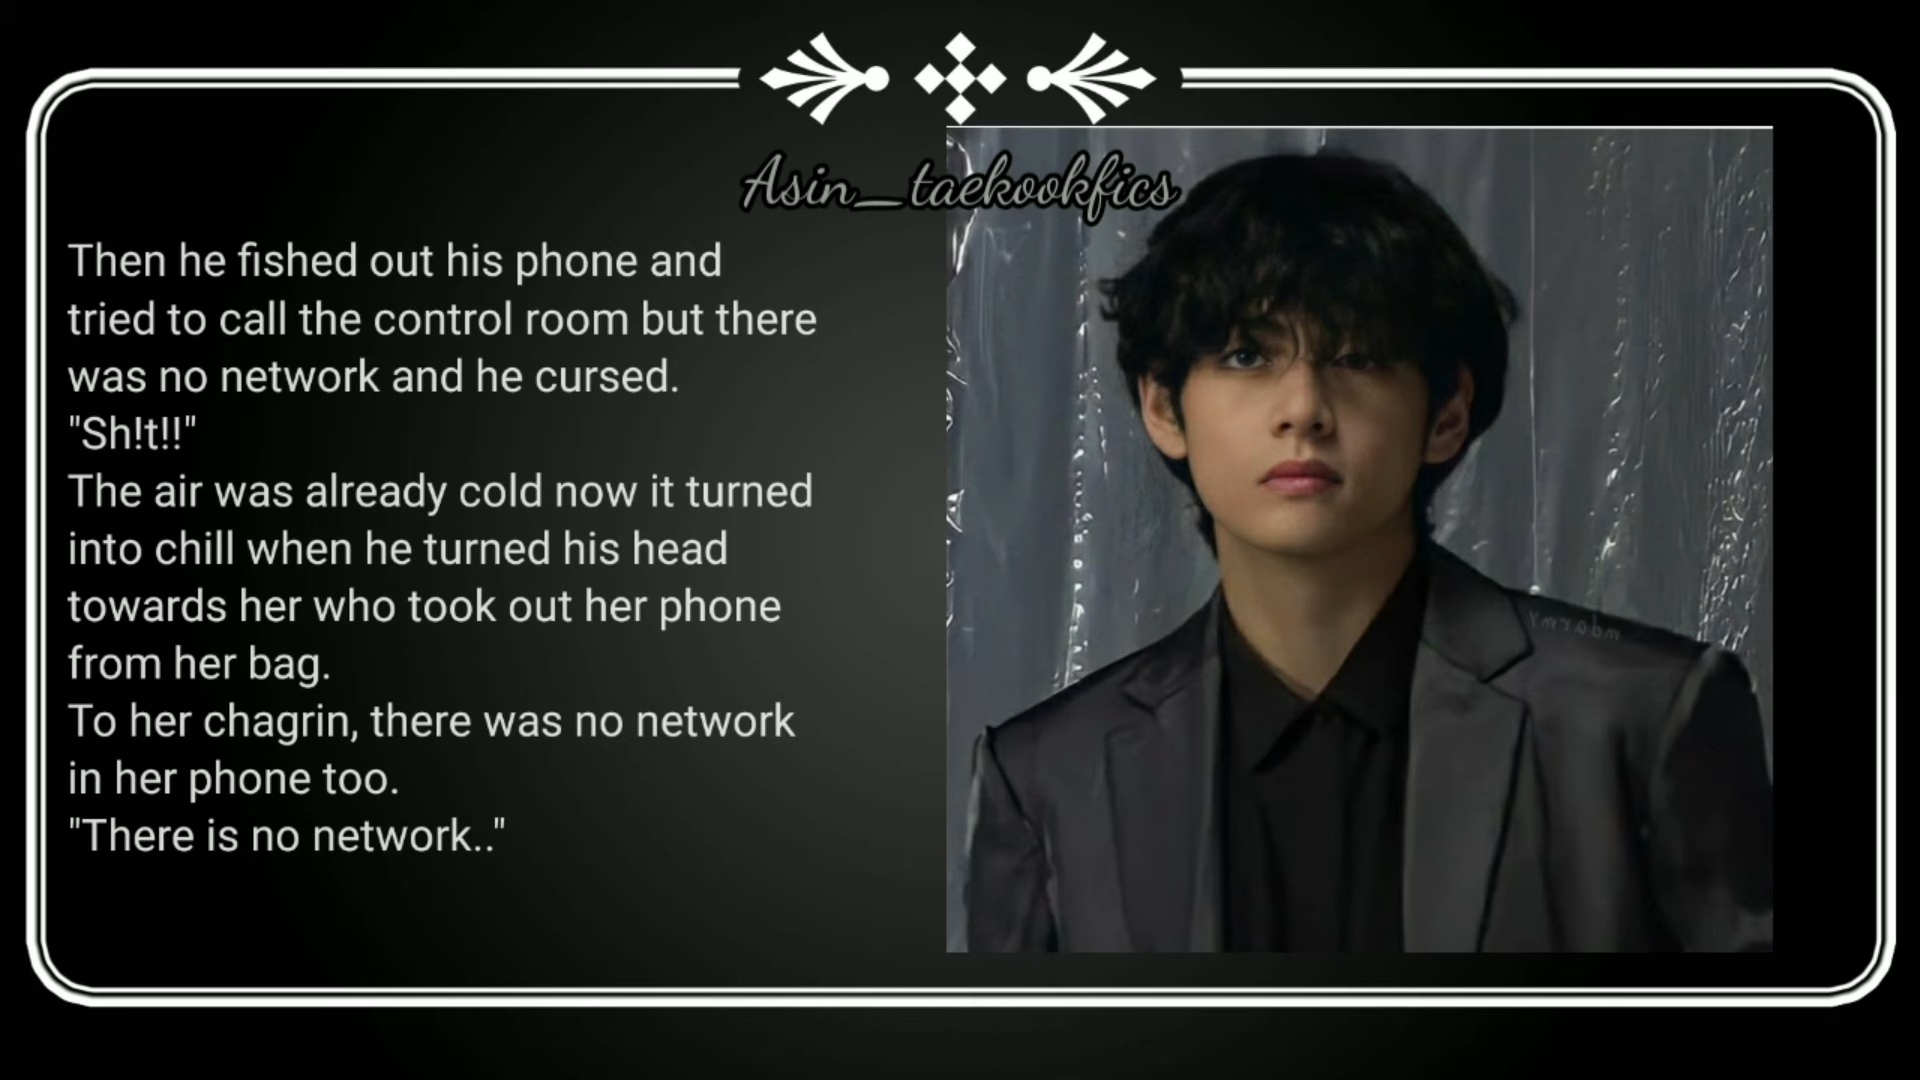 Asin_taekookfics
Then he fished out his phone and
tried to call the control room but there
was no network and he cursed.
"Sh!t!!"
The air was already cold now it turned
into chill when he turned his head
towards her who took out her phone
from her bag.
To her chagrin, there was no network
in her phone too.
"There is no network.."
mdarmy